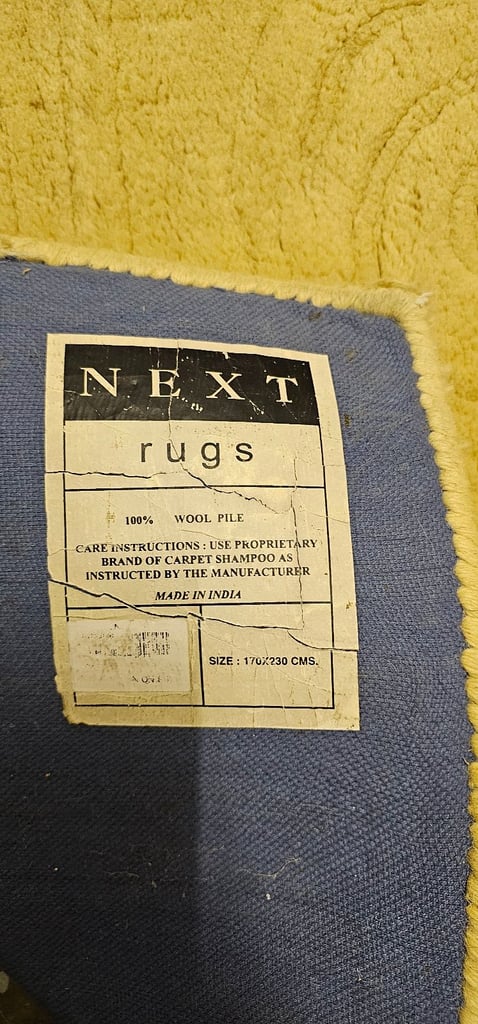 NEXT
rugs
100% WOOL PILE
CARE INSTRUCTIONS : USE PROPRIETARY
BRAND OF CARPET SHAMPOO AS
INSTRUCTED BY THE MANUFACTURER
MADE IN INDIA
SIZE : 170X230 CMS.